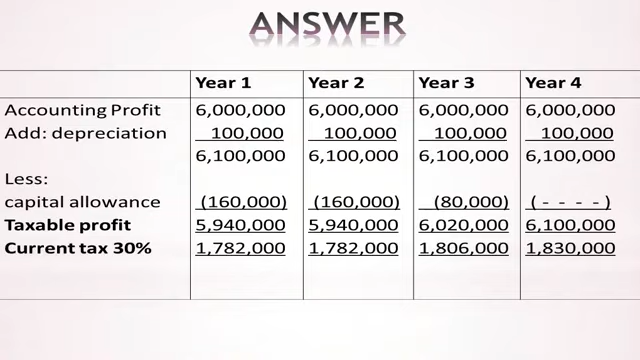 ANSWER
Year 1 Year 2 Year 3 Year 4
Accounting Profit 6,000,000 6,000,000 6,000,000 6,000,000
Add: depreciation 100,000 100,000 100,000 100,000
6,100,000 6,100,000 6,100,000 6,100,000
Less:
capital allowance (160,000) (160,000) (80,000) (- - - -)
Taxable profit 5,940,000 5,940,000 6,020,000 6,100,000
Current tax 30% 1,782,000 1,782,000 1,806,000 1,830,000